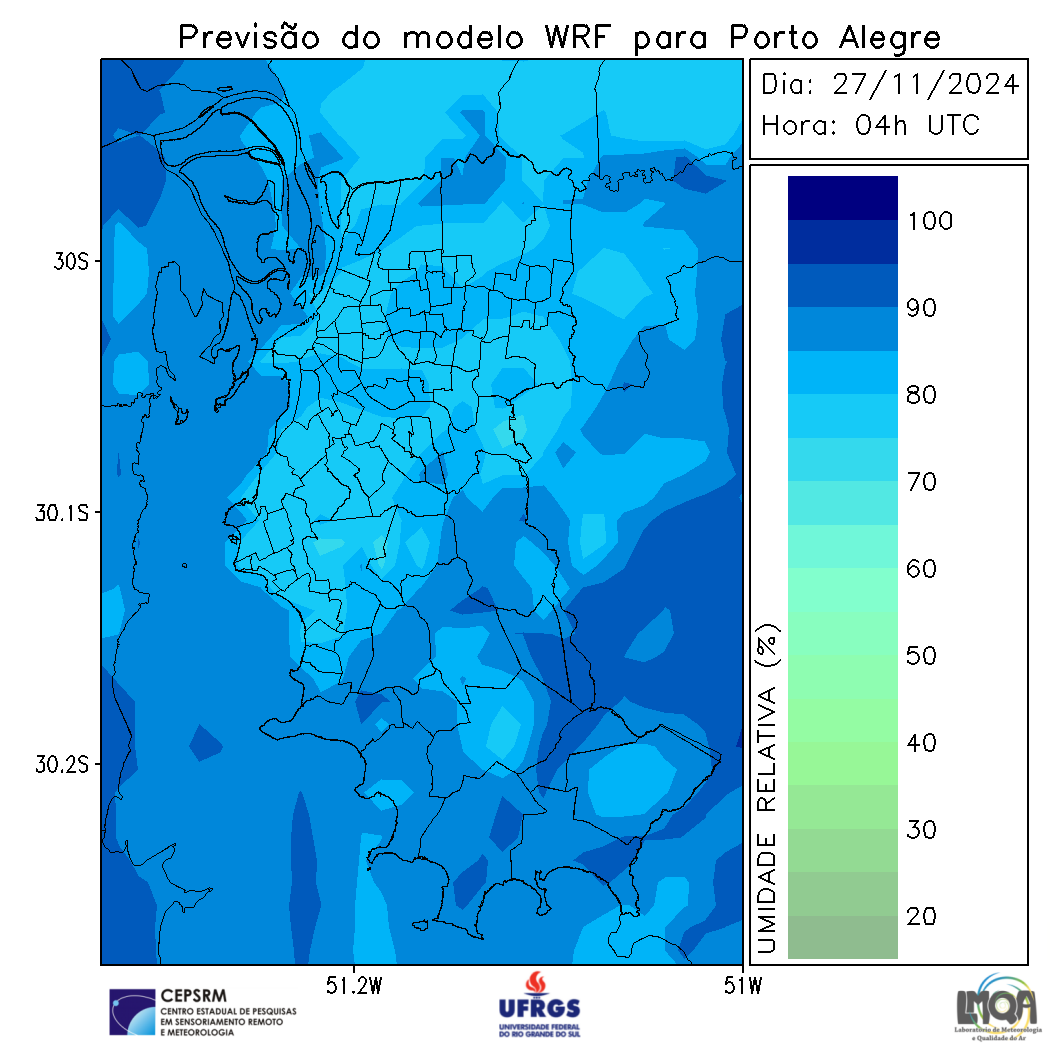 Previsão do modelo WRF para Porto Alegre
Dia: 27/11/2024
Hora: 04h UTC
30S
30.1S
30.2S
51.2W
51W
UMIDADE RELATIVA (%)
100
90
80
70
60
50
40
30
20
CEPSRM
CENTRO ESTADUAL DE PESQUISAS
EM SENSORIAMENTO REMOTO
E METEOROLOGIA
UFRGS
UNIVERSIDADE FEDERAL
DO RIO GRANDE DO SUL
LMQA
Laboratório de Meteorologia
e Qualidade do Ar